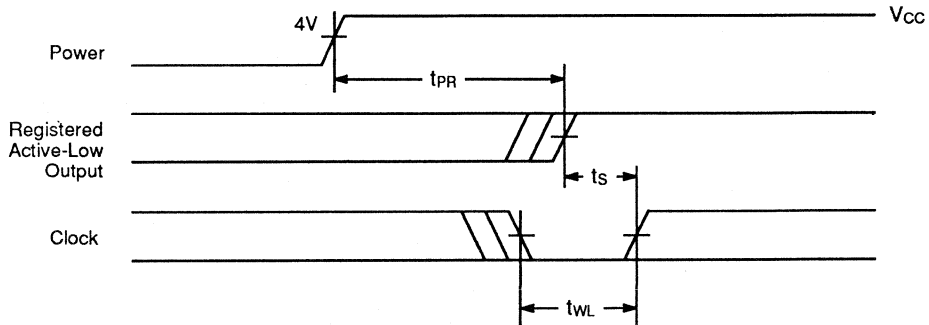 4V
VCC
Power
tPR
Registered
Active-Low
Output
tS
Clock
tWL